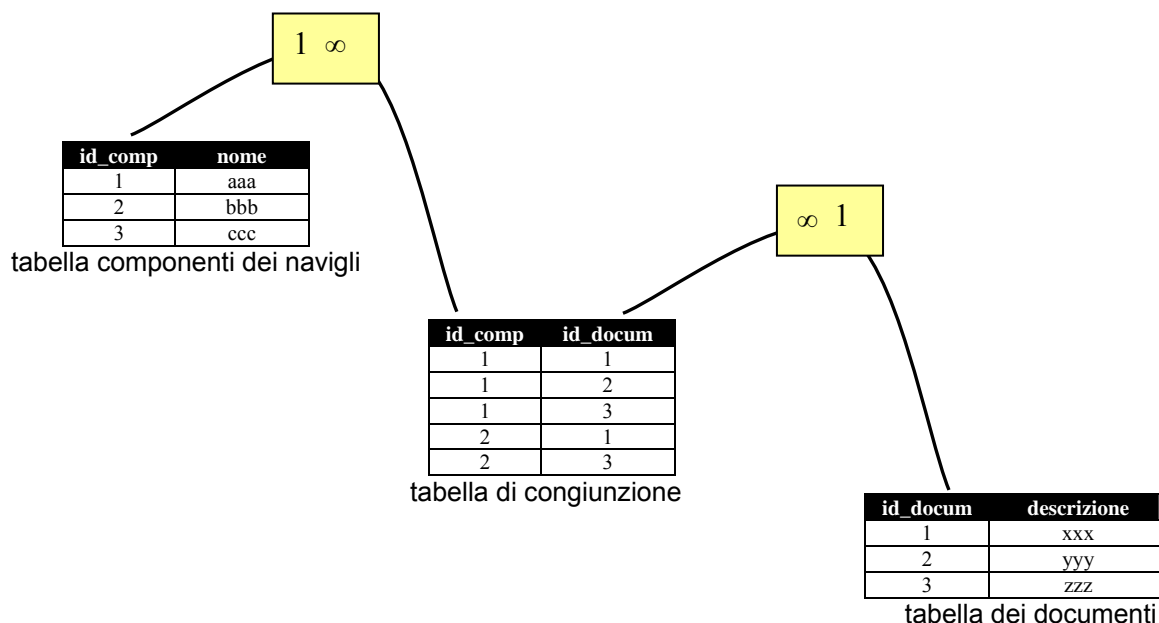 1 ∞
id_comp nome
1 aaa
2 bbb
3 ccc
tabella componenti dei navigli
∞ 1
id_comp id_docum
1 1
1 2
1 3
2 1
2 3
tabella di congiunzione
id_docum descrizione
1 xxx
2 yyy
3 zzz
tabella dei documenti